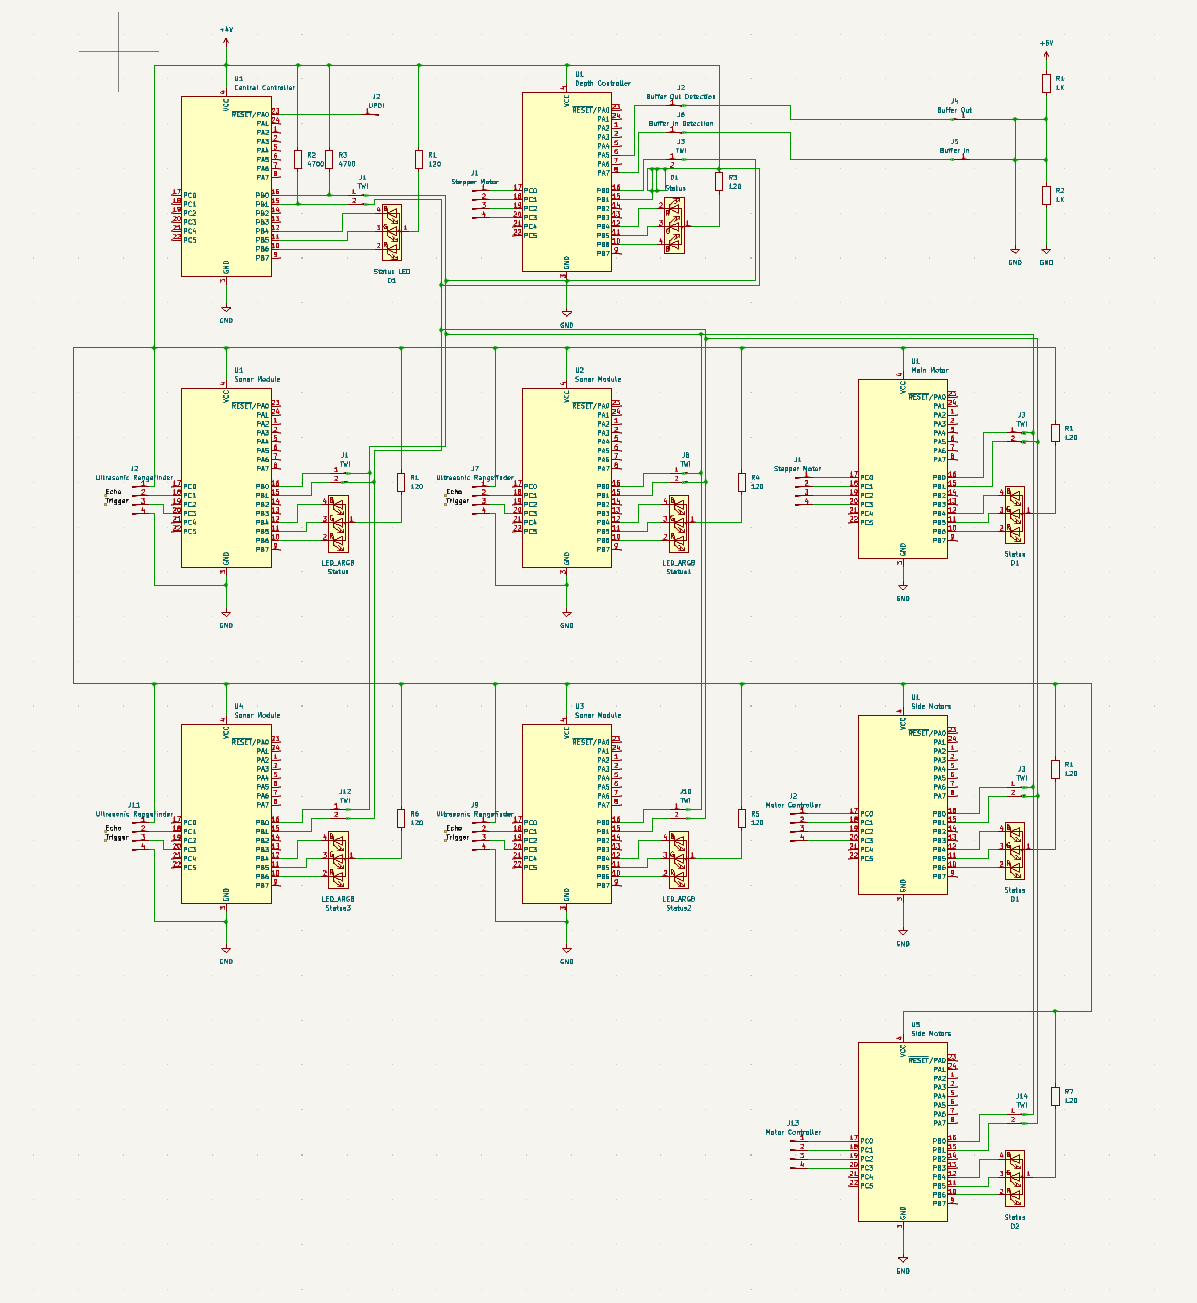 +4V
+6V
U1
Central Controller
U1
Depth Controller
J2
UPDI
J2
Buffer Out Detection
J6
Buffer In Detection
J3
TWI
J4
Buffer Out
J5
Buffer In
R1
1K
R2
1K
R2
4700
R3
4700
R1
120
J1
TWI
Status LED
D1
J1
Stepper Motor
D1
Status
R3
120
VCC
RESET/PA0
PA1
PA2
PA3
PA4
PA5
PA6
PA7
PB0
PB1
PB2
PB3
PB4
PB5
PB6
PB7
PC0
PC1
PC2
PC3
PC4
PC5
GND
GND
GND
GND
GND
U1
Sonar Module
U2
Sonar Module
U1
Main Motor
J2
Ultrasonic Rangefinder
Echo
Trigger
J1
TWI
R1
120
LED_ARGB
Status
J7
Ultrasonic Rangefinder
Echo
Trigger
J8
TWI
R4
120
LED_ARGB
Status1
J1
Stepper Motor
J3
TWI
R1
120
Status
D1
GND
GND
GND
U4
Sonar Module
U3
Sonar Module
U1
Side Motors
J11
Ultrasonic Rangefinder
Echo
Trigger
J12
TWI
R6
120
LED_ARGB
Status3
J9
Ultrasonic Rangefinder
Echo
Trigger
J10
TWI
R5
120
LED_ARGB
Status2
J2
Motor Controller
J3
TWI
R1
120
Status
D1
GND
GND
GND
U5
Side Motors
J13
Motor Controller
J14
TWI
R7
120
Status
D2
GND